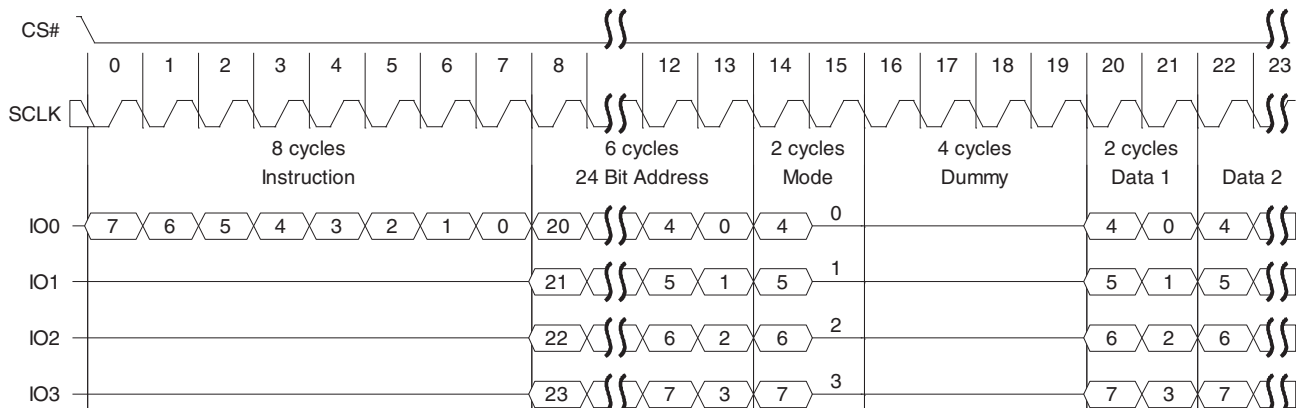 CS#
0 1 2 3 4 5 6 7 8 12 13 14 15 16 17 18 19 20 21 22 23
SCLK
8 cycles 6 cycles 2 cycles 4 cycles 2 cycles
Instruction 24 Bit Address Mode Dummy Data 1 Data 2
IO0 7 6 5 4 3 2 1 0 20 4 0 4 0 4 0 4
IO1 21 5 1 5 1 5 1 5
IO2 22 6 2 6 2 6 2 6
IO3 23 7 3 7 3 7 3 7